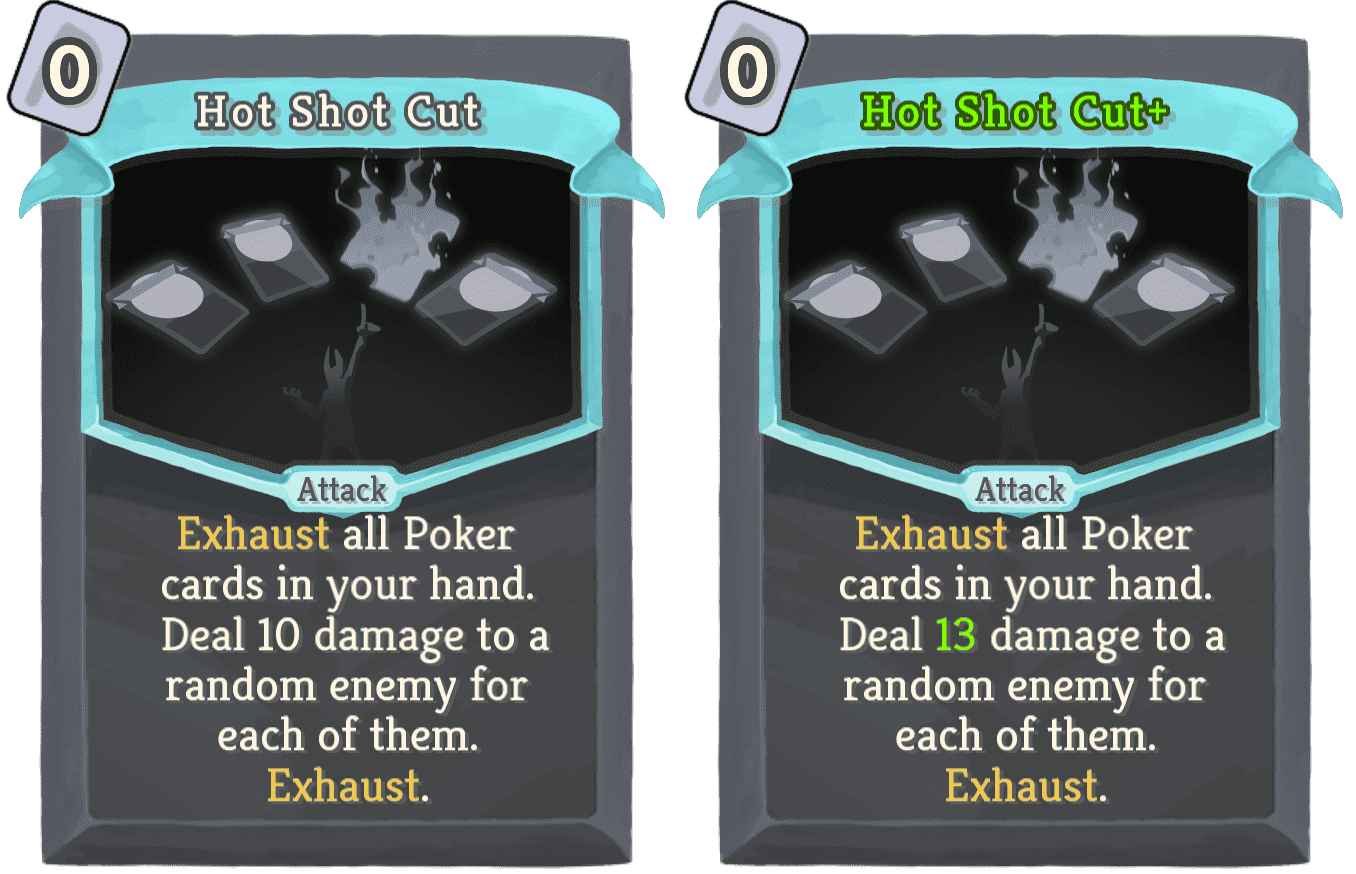 0
Hot Shot Cut
Attack
Exhaust all Poker
cards in your hand.
Deal 10 damage to a
random enemy for
each of them.
Exhaust.
0
Hot Shot Cut+
Attack
Exhaust all Poker
cards in your hand.
Deal 13 damage to a
random enemy for
each of them.
Exhaust.